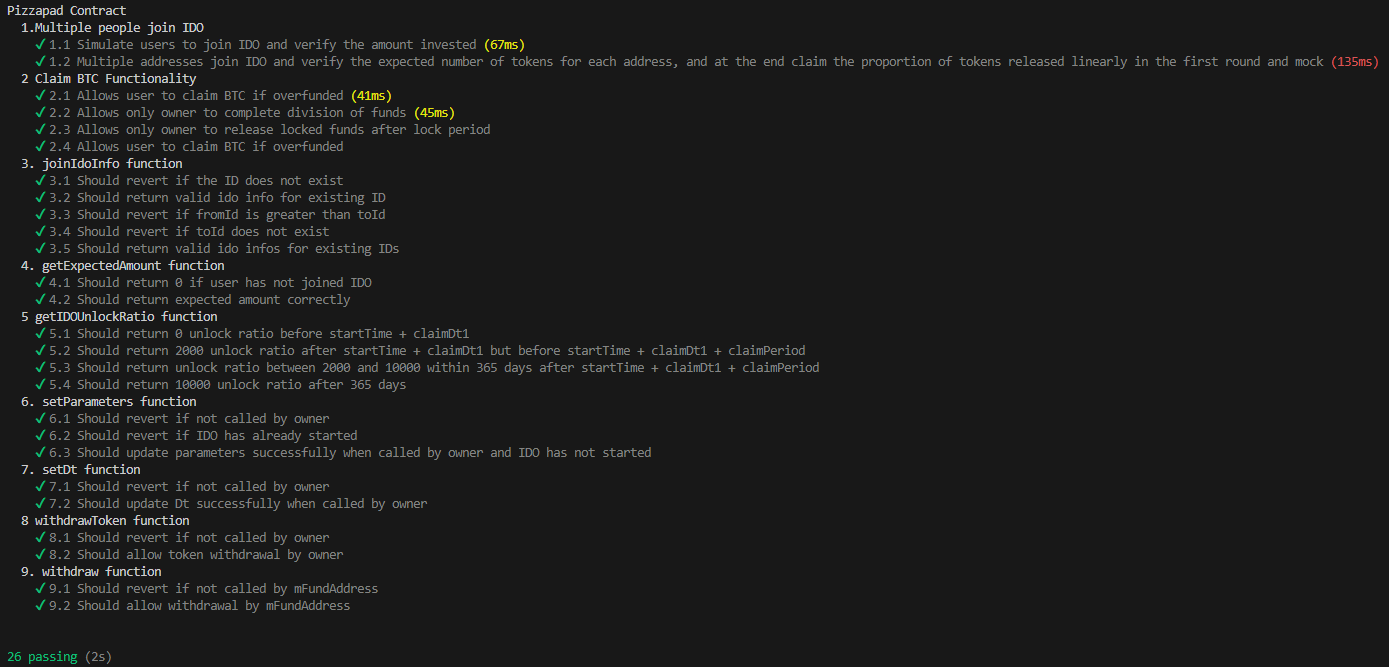 Pizzapad Contract
1.Multiple people join IDO
✓ 1.1 Simulate users to join IDO and verify the amount invested (67ms)
✓ 1.2 Multiple addresses join IDO and verify the expected number of tokens for each address, and at the end claim the proportion of tokens released linearly in the first round and mock (135ms)
2 Claim BTC Functionality
✓ 2.1 Allows user to claim BTC if overfunded (41ms)
✓ 2.2 Allows only owner to complete division of funds (45ms)
✓ 2.3 Allows only owner to release locked funds after lock period
✓ 2.4 Allows user to claim BTC if overfunded
3. joinIdoInfo function
✓ 3.1 Should revert if the ID does not exist
✓ 3.2 Should return valid ido info for existing ID
✓ 3.3 Should revert if fromId is greater than toId
✓ 3.4 Should revert if toId does not exist
✓ 3.5 Should return valid ido infos for existing IDs
4. getExpectedAmount function
✓ 4.1 Should return 0 if user has not joined IDO
✓ 4.2 Should return expected amount correctly
5 getIDOUnlockRatio function
✓ 5.1 Should return 0 unlock ratio before startTime + claimDt1
✓ 5.2 Should return 2000 unlock ratio after startTime + claimDt1 but before startTime + claimDt1 + claimPeriod
✓ 5.3 Should return unlock ratio between 2000 and 10000 within 365 days after startTime + claimDt1 + claimPeriod
✓ 5.4 Should return 10000 unlock ratio after 365 days
6. setParameters function
✓ 6.1 Should revert if not called by owner
✓ 6.2 Should revert if IDO has already started
✓ 6.3 Should update parameters successfully when called by owner and IDO has not started
7. setDt function
✓ 7.1 Should revert if not called by owner
✓ 7.2 Should update Dt successfully when called by owner
8 withdrawToken function
✓ 8.1 Should revert if not called by owner
✓ 8.2 Should allow token withdrawal by owner
9. withdraw function
✓ 9.1 Should revert if not called by mFundAddress
✓ 9.2 Should allow withdrawal by mFundAddress
26 passing (2s)